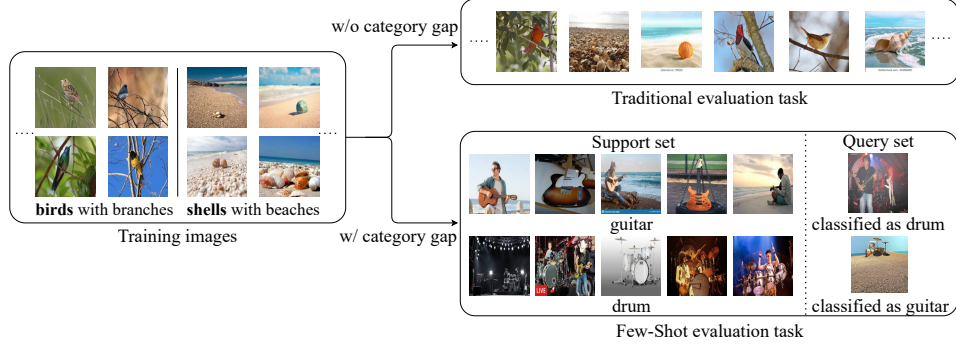 w/o category gap
....
....
Traditional evaluation task
....
....
birds with branches
shells with beaches
Training images
w/ category gap
Support set
Query set
guitar
classified as drum
LIVE
drum
classified as guitar
Few-Shot evaluation task